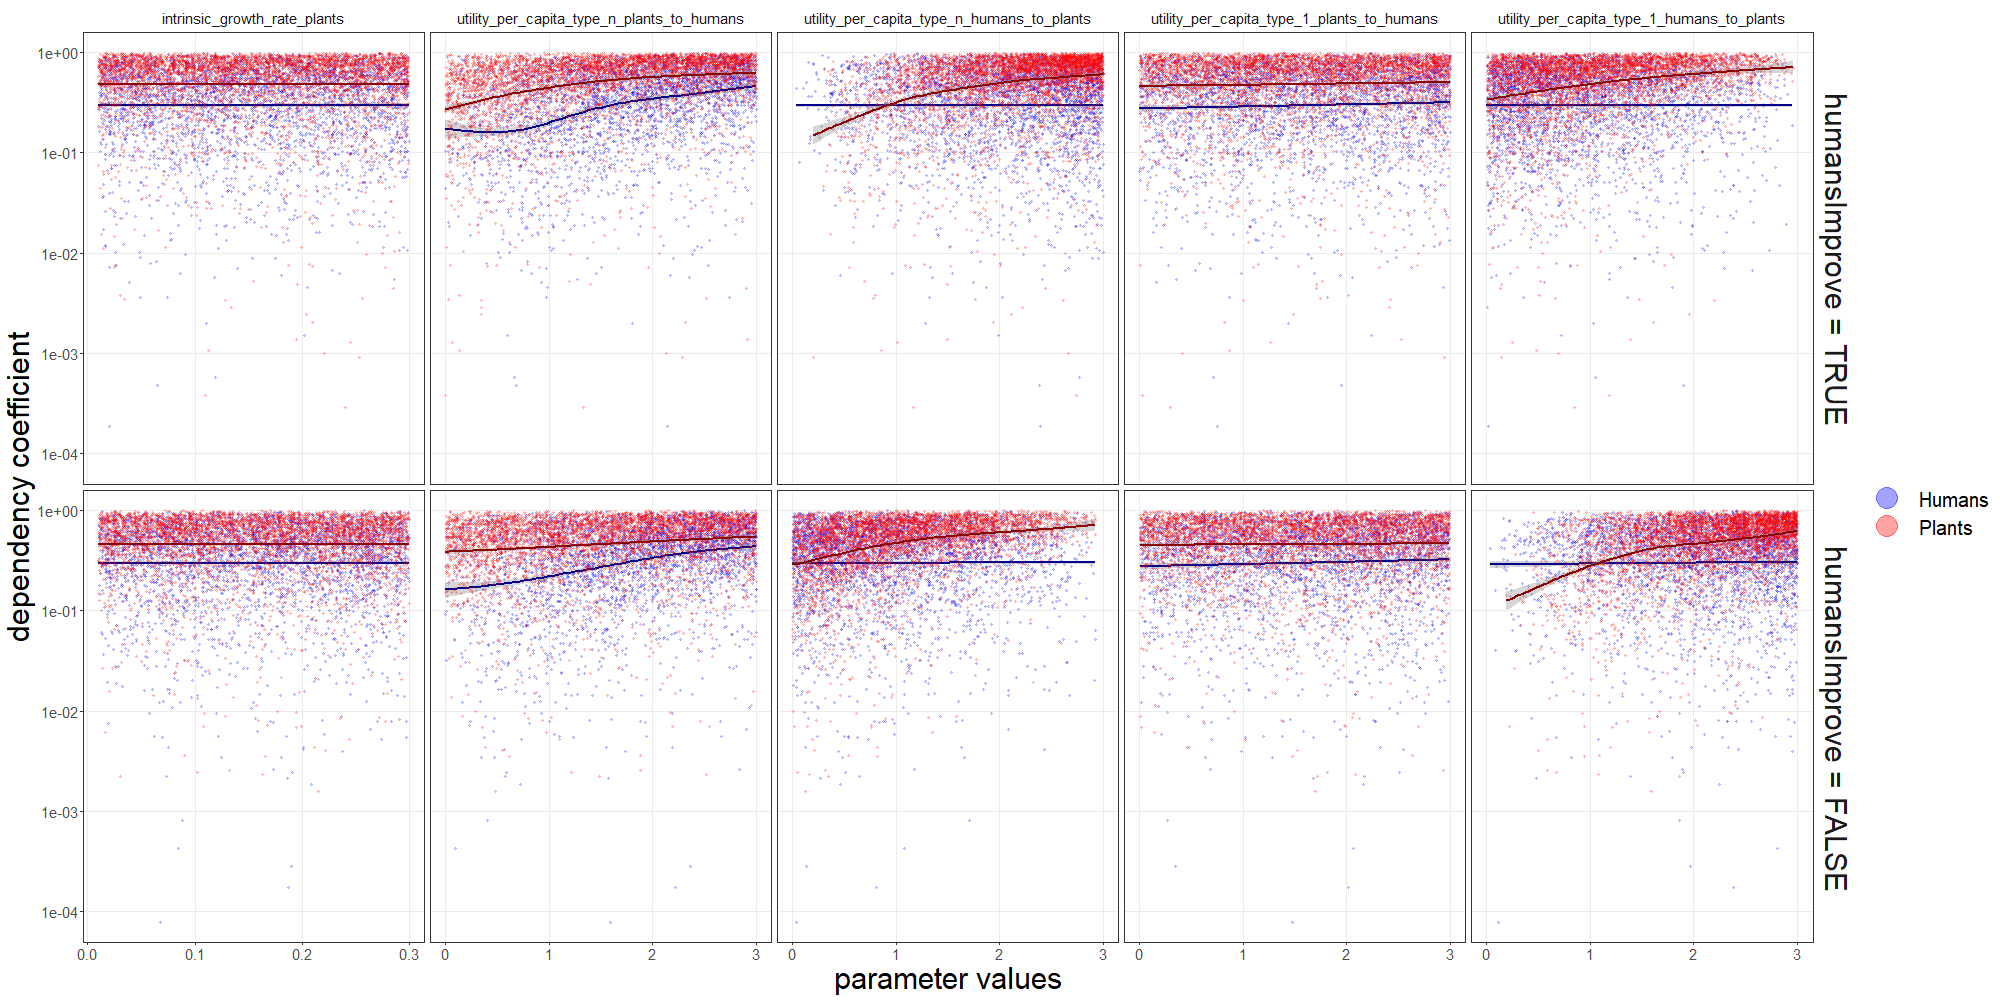 intrinsic_growth_rate_plants
utility_per_capita_type_n_plants_to_humans
utility_per_capita_type_n_humans_to_plants
utility_per_capita_type_1_plants_to_humans
utility_per_capita_type_1_humans_to_plants
1e+00
1e-01
1e-02
1e-03
1e-04
humansImprove = TRUE
dependency coefficient
1e+00
1e-01
1e-02
1e-03
1e-04
humansImprove = FALSE
Humans
Plants
0.0 0.1 0.2 0.3
0 1 2 3
0 1 2 3
0 1 2 3
0 1 2 3
parameter values